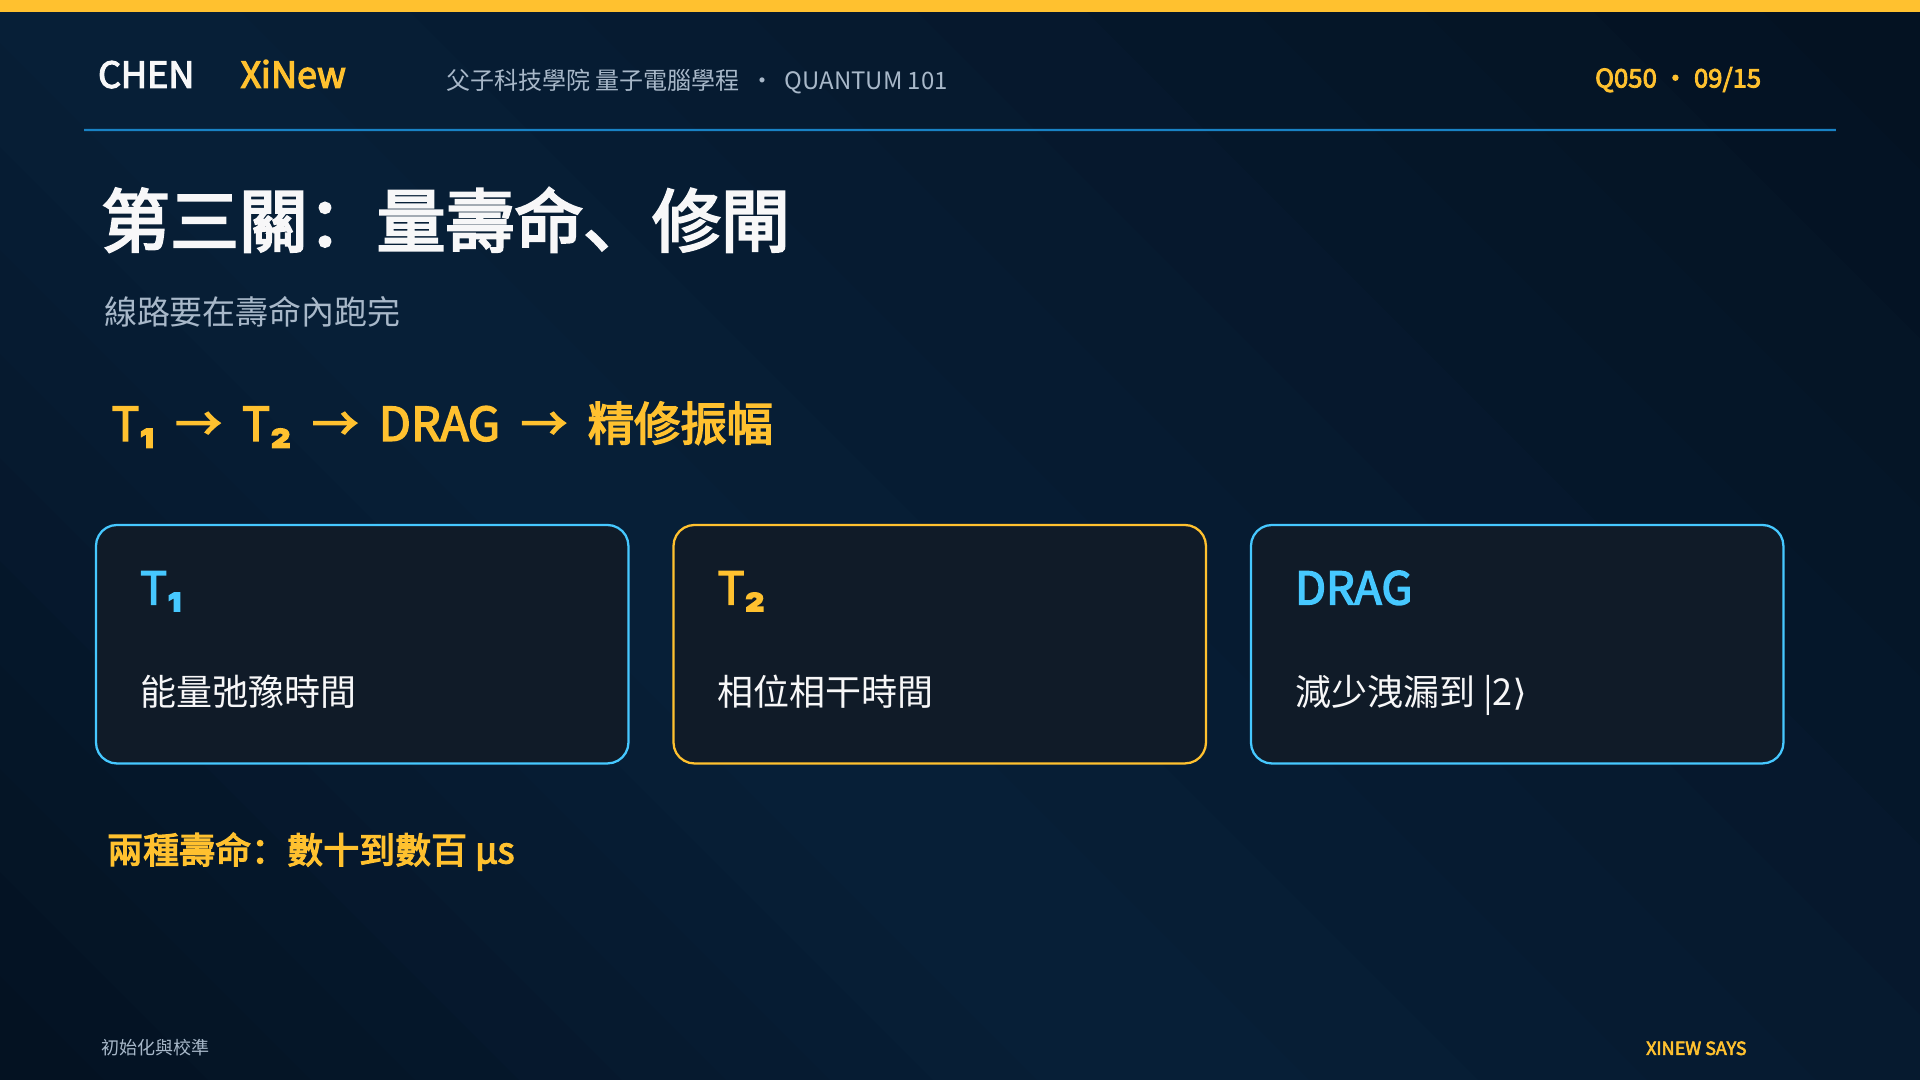 CHEN XiNew 父子科技學院 量子電腦學程 • QUANTUM 101 Q050 • 09/15
第三關：量壽命、修閘
線路要在壽命內跑完
T₁ → T₂ → DRAG → 精修振幅
T₁
能量弛豫時間
T₂
相位相干時間
DRAG
減少洩漏到 |2⟩
兩種壽命：數十到數百 μs
初始化與校準
XINEW SAYS